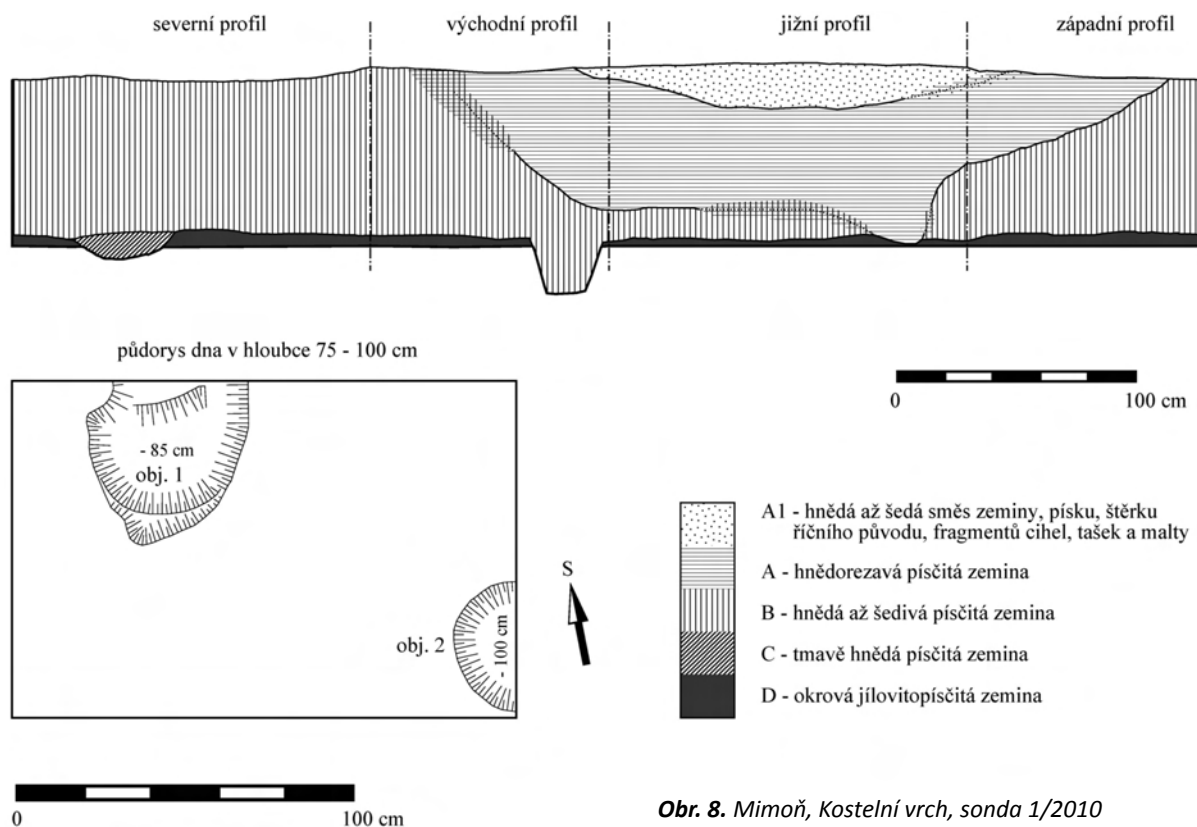 severní profil
východní profil
jižní profil
západní profil
půdorys dna v hloubce 75 - 100 cm
0
100 cm
- 85 cm
obj. 1
S
obj. 2
- 100 cm
A1 - hnědá až šedá směs zeminy, písku, štěrku
říčního původu, fragmentů cihel, tašek a malty
A - hnědorezavá písčitá zemina
B - hnědá až šedivá písčitá zemina
C - tmavě hnědá písčitá zemina
D - okrová jílovitopísčitá zemina
0
100 cm
Obr. 8. Mimoň, Kostelní vrch, sonda 1/2010